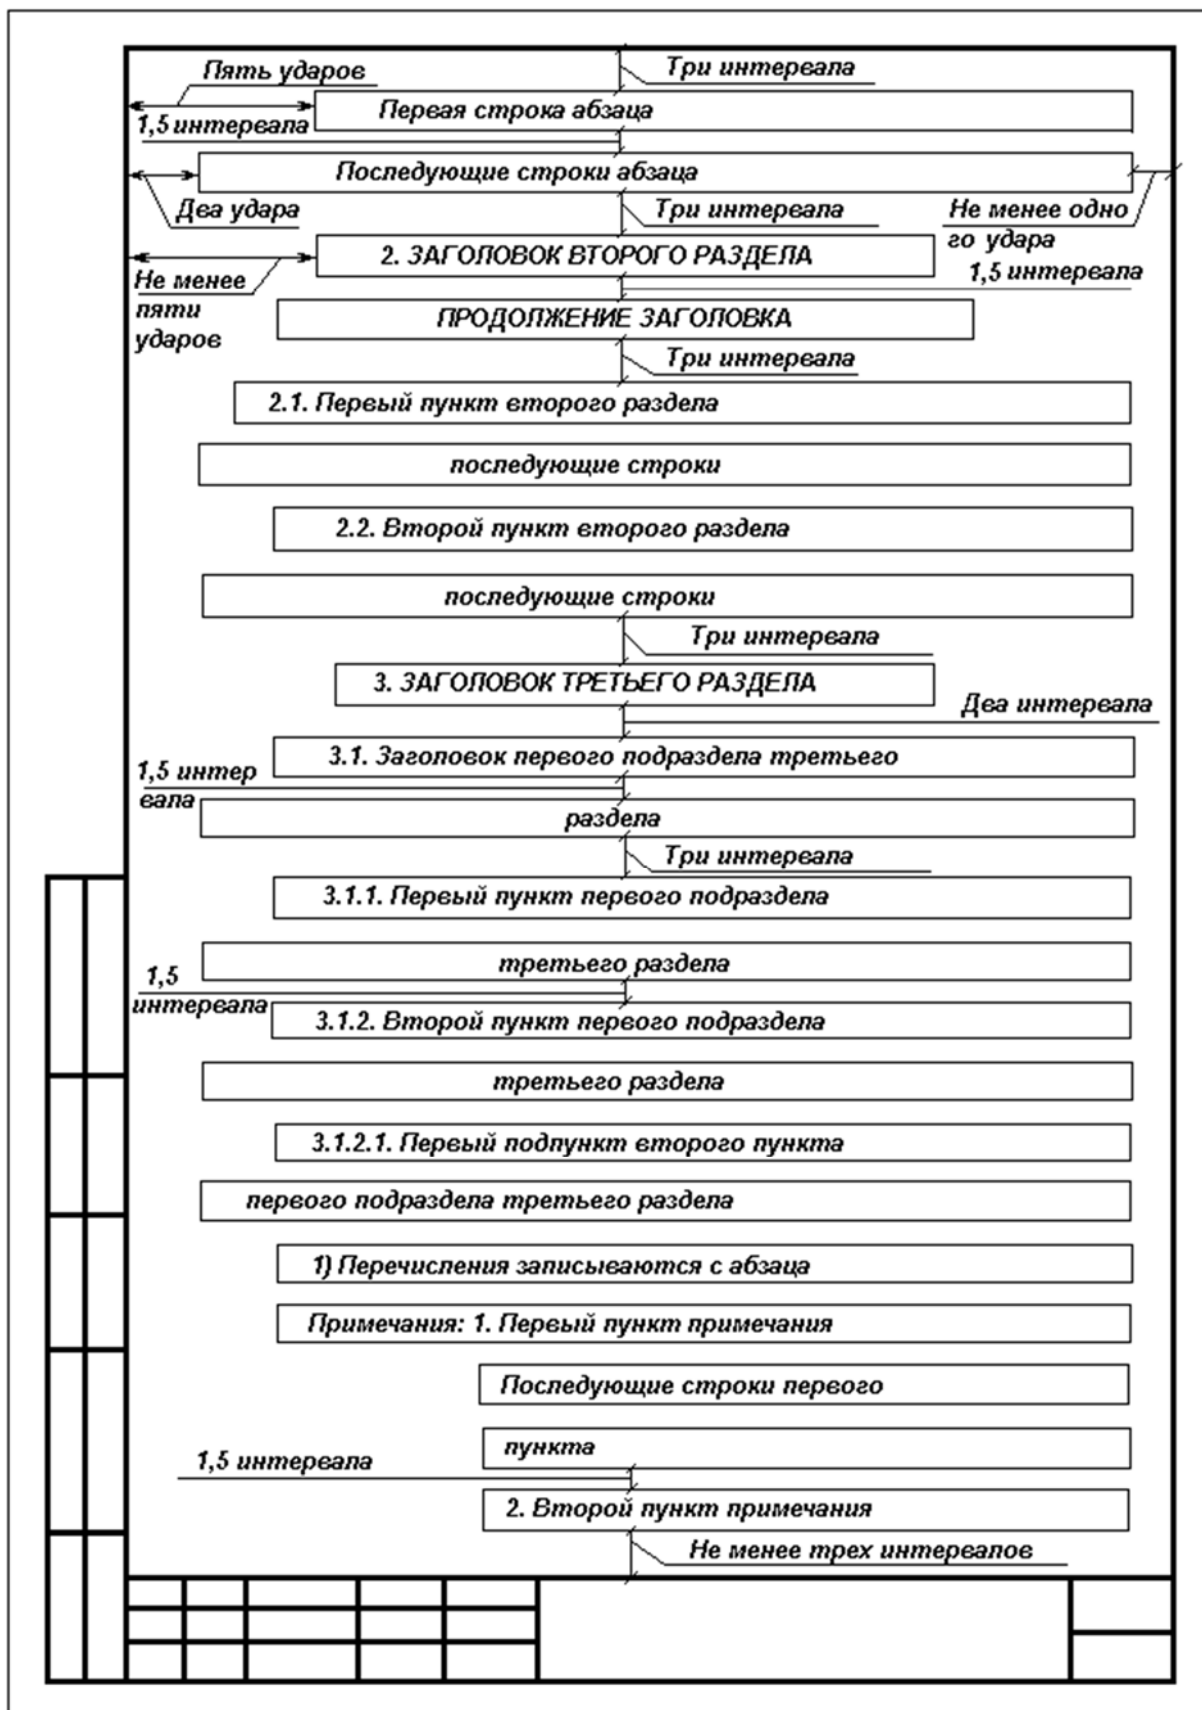 Пять ударов
Три интервала
Первая строка абзаца
1,5 интервала
Последующие строки абзаца
Два удара
Три интервала
Не менее одно
го удара
2. ЗАГОЛОВОК ВТОРОГО РАЗДЕЛА
1,5 интервала
Не менее
пяти
ударов
ПРОДОЛЖЕНИЕ ЗАГОЛОВКА
Три интервала
2.1. Первый пункт второго раздела
последующие строки
2.2. Второй пункт второго раздела
последующие строки
Три интервала
3. ЗАГОЛОВОК ТРЕТЬЕГО РАЗДЕЛА
Два интервала
3.1. Заголовок первого подраздела третьего
1,5 интер
вала
раздела
Три интервала
3.1.1. Первый пункт первого подраздела
третьего раздела
1,5
интервала
3.1.2. Второй пункт первого подраздела
третьего раздела
3.1.2.1. Первый подпункт второго пункта
первого подраздела третьего раздела
1) Перечисления записываются с абзаца
Примечания: 1. Первый пункт примечания
Последующие строки первого
пункта
1,5 интервала
2. Второй пункт примечания
Не менее трех интервалов